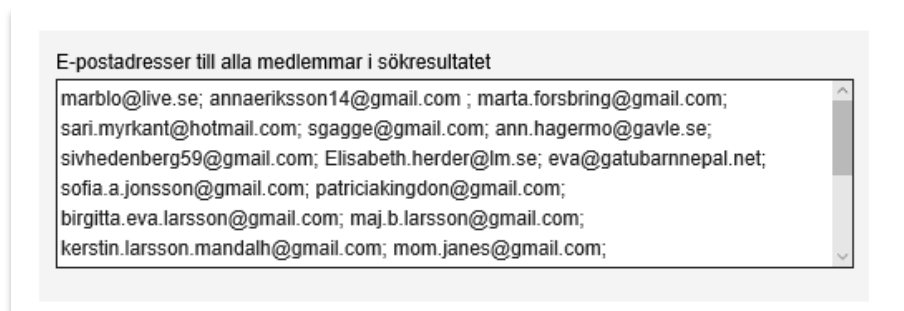 E-postadresser till alla medlemmar i sökresultatet
marblo@live.se; annaeriksson14@gmail.com ; marta.forsbring@gmail.com;
sari.myrkant@hotmail.com; sgagge@gmail.com; ann.hagermo@gavle.se;
sivhedenberg59@gmail.com; Elisabeth.herder@lm.se; eva@gatubarnnepal.net;
sofia.a.jonsson@gmail.com; patriciakingdon@gmail.com;
birgitta.eva.larsson@gmail.com; maj.b.larsson@gmail.com;
kerstin.larsson.mandalh@gmail.com; mom.janes@gmail.com;